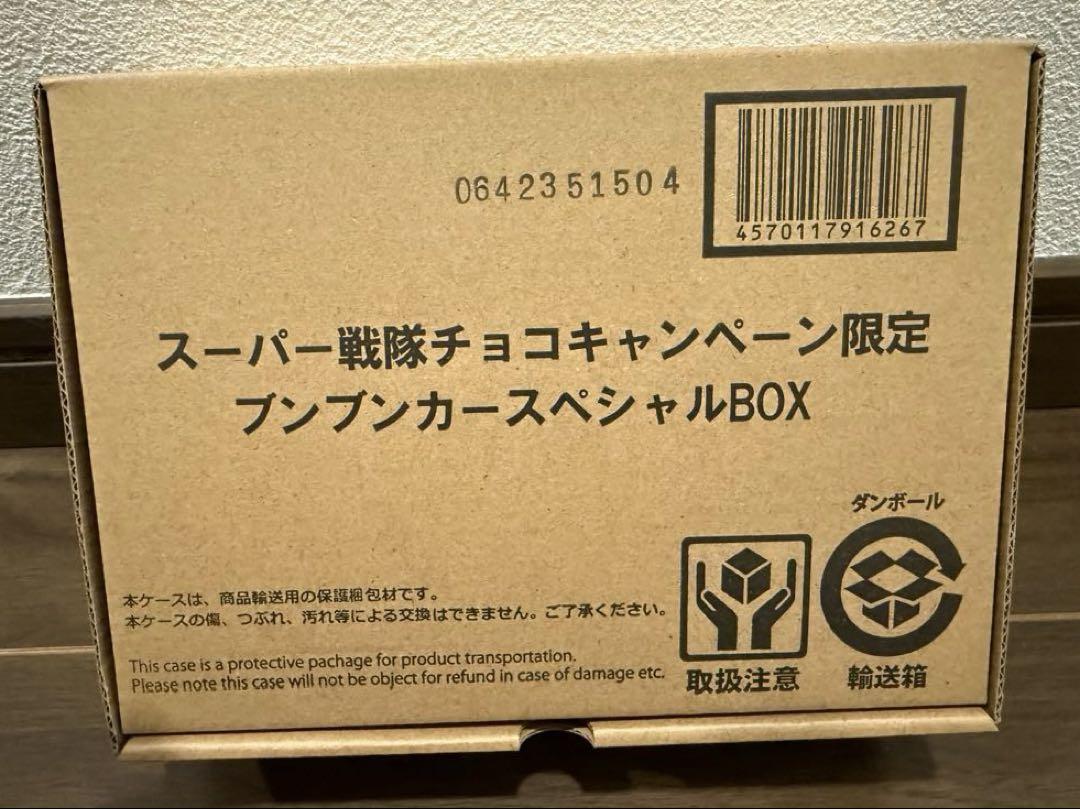 0642351504
4570117916267
スーパー戦隊チョコキャンペーン限定
ブンブンカースペシャルBOX
ダンボール
本ケースは、商品輸送用の保護梱包材です。
本ケースの傷、つぶれ、汚れ等による交換はできません。ご了承ください。
This case is a protective pachage for product transportation.
Please note this case will not be object for refund in case of damage etc.
取扱注意
輸送箱